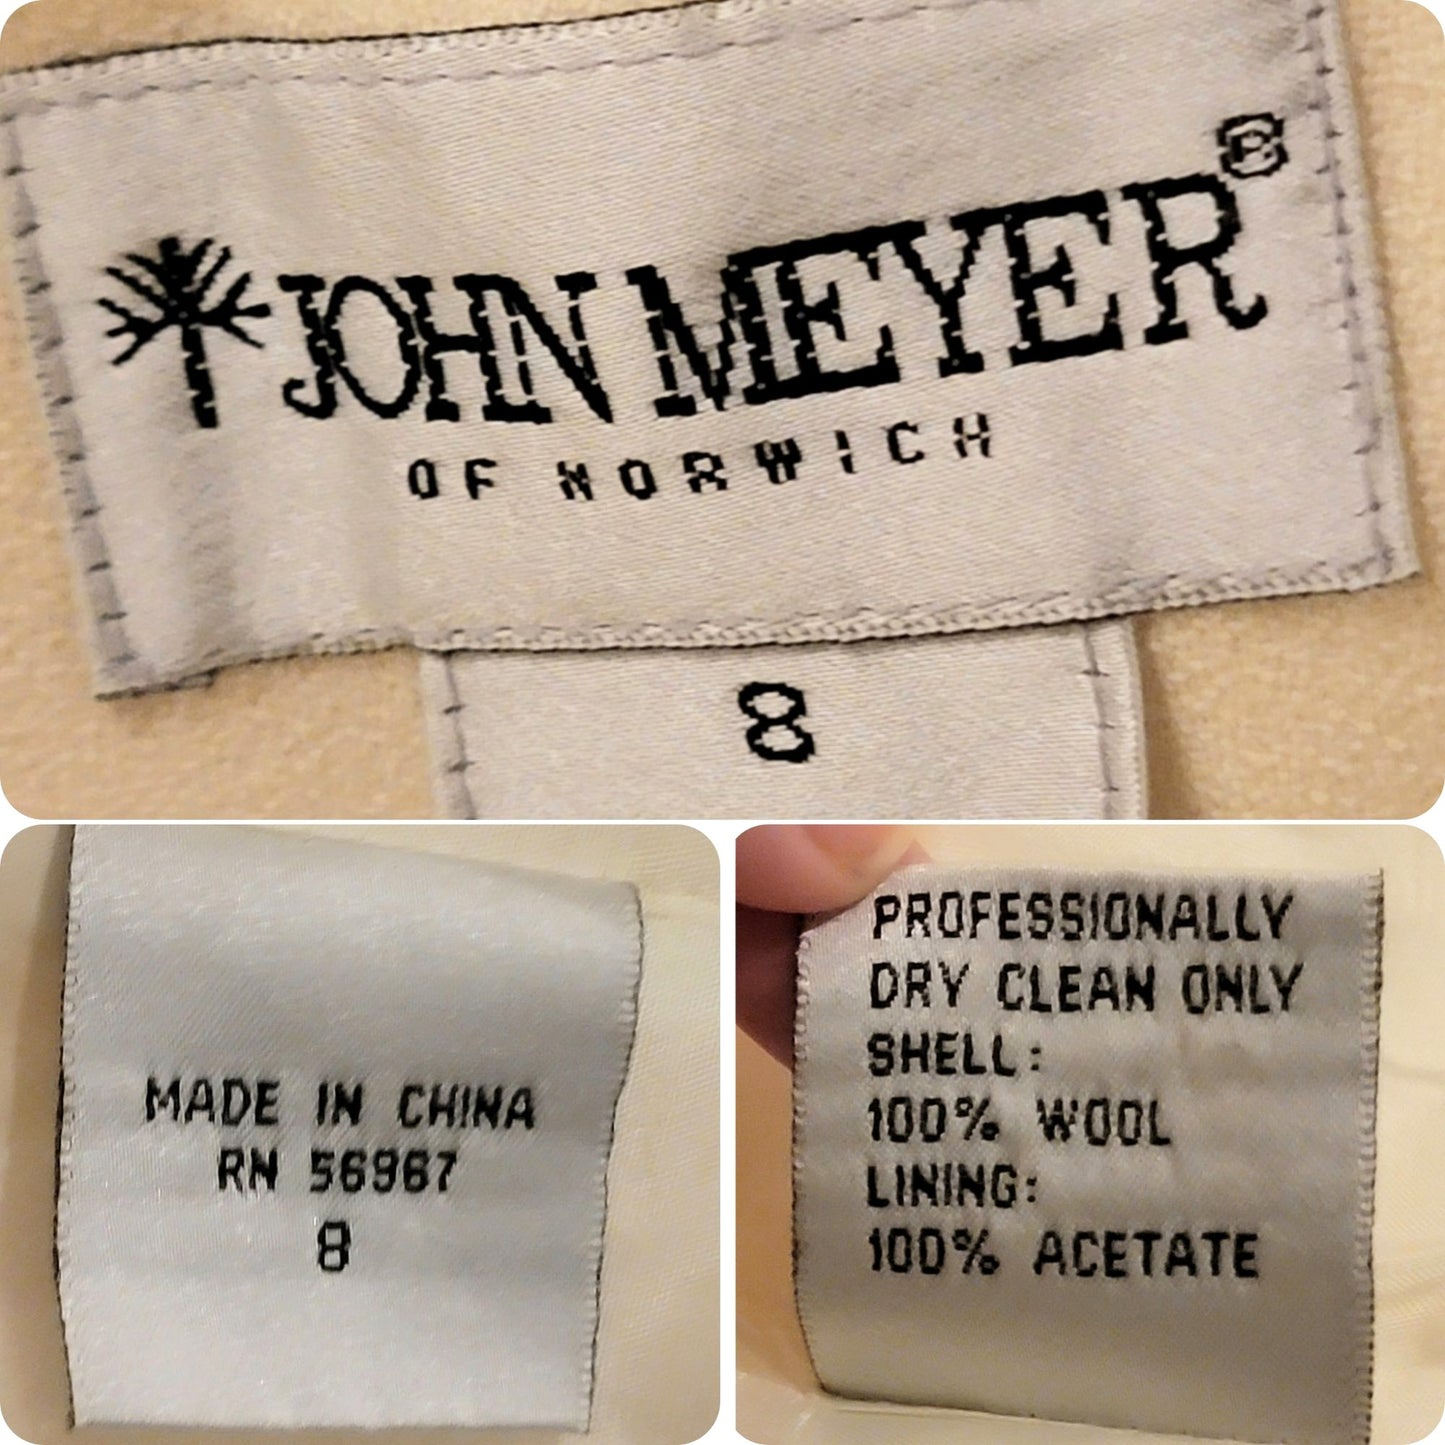 JOHN MEYER®
OF NORWICH
8
MADE IN CHINA
RN 56967
8
PROFESSIONALLY
DRY CLEAN ONLY
SHELL:
100% WOOL
LINING:
100% ACETATE